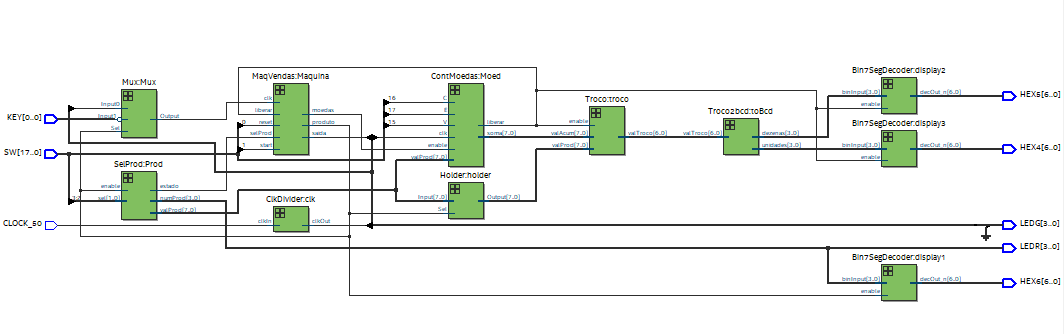 Mux:Mux
Input0
Input1
Sel
Output
KEY[0..0]
SW[17..0]
CLOCK_50
SelProd:Prod
enable
sel[1..0]
estado
numProd[3..0]
valProd[7..0]
MaqVendas:Maquina
clk
liberar
reset
selProd
start
moedas
produto
saida
0
1
ClkDivider:clk
clkIn
clkOut
ContMoedas:Moed
16
17
15
C
E
V
clk
enable
valProd[7..0]
soma[7..0]
Holder:holder
Input[7..0]
Sel
Output[7..0]
Troco:troco
enable
valAcum[7..0]
valProd[7..0]
valTroco[6..0]
Troco2bcd:toBcd
valTroco[6..0]
dezenas[3..0]
unidades[3..0]
Bin7SegDecoder:display2
binInput[3..0]
enable
decOut_n[6..0]
HEX5[6..0]
Bin7SegDecoder:display3
binInput[3..0]
enable
decOut_n[6..0]
HEX4[6..0]
LEDG[3..0]
LEDR[3..0]
Bin7SegDecoder:display1
binInput[3..0]
enable
decOut_n[6..0]
HEX6[6..0]